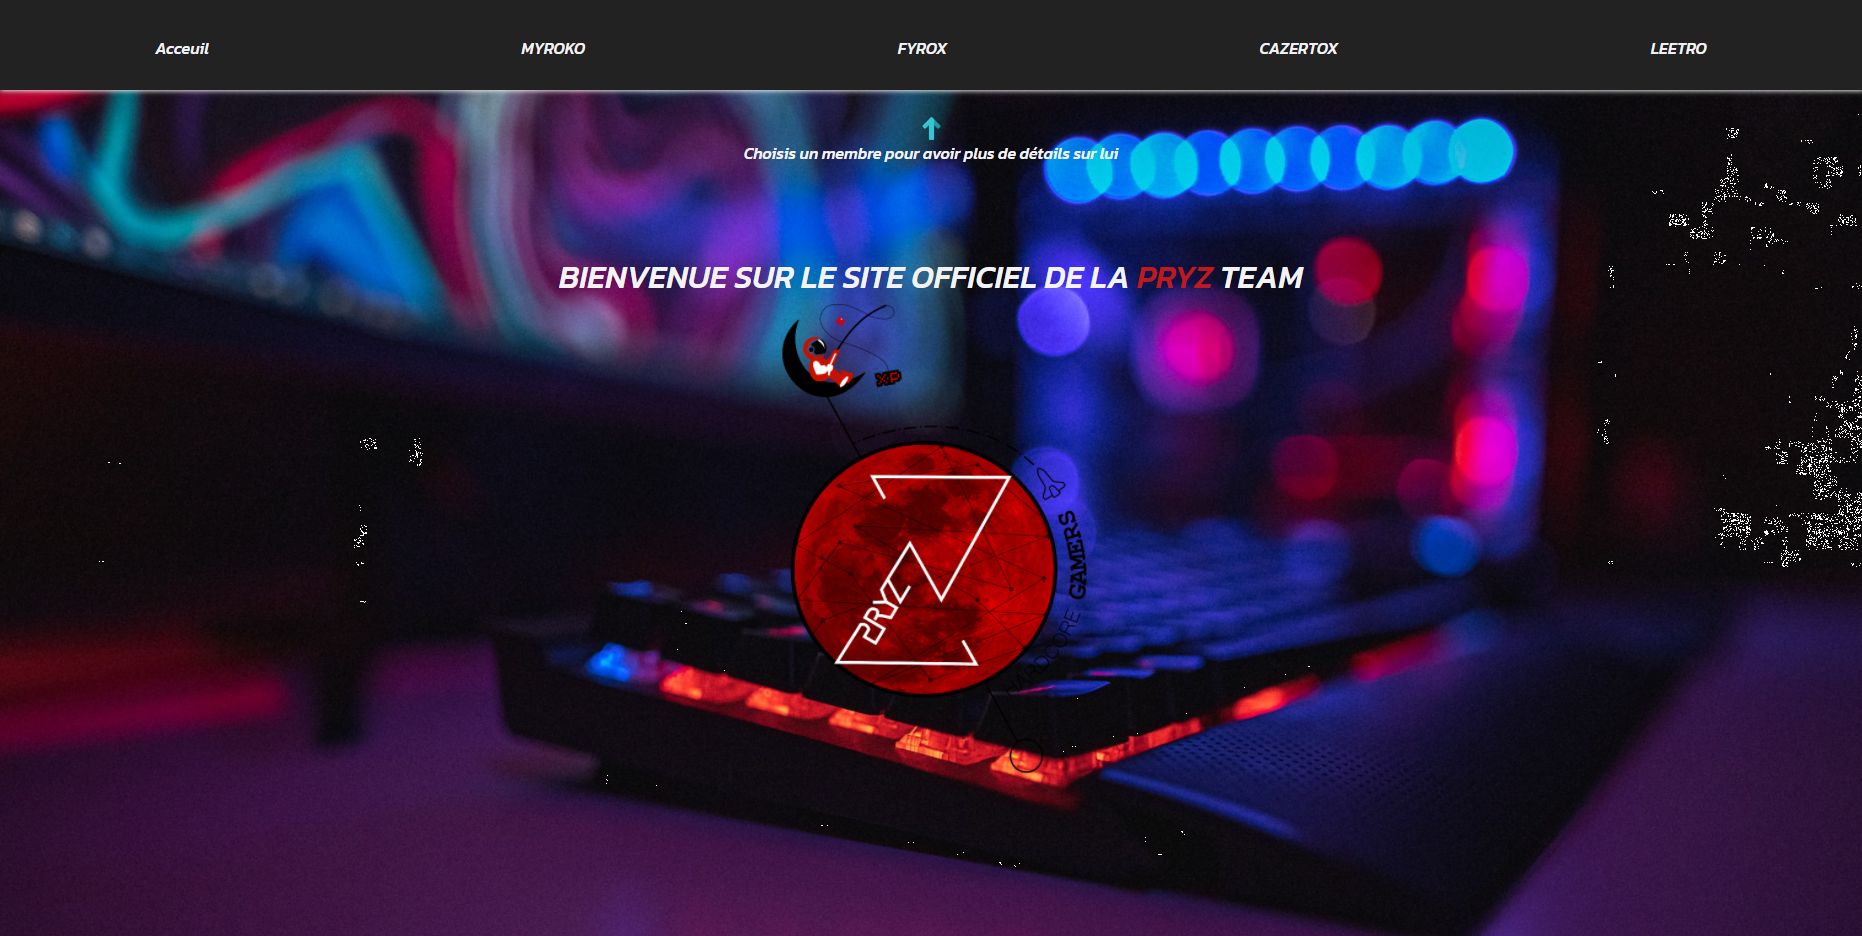 Acceuil MYROKO FYROX CAZERTOX LEETRO
Choisis un membre pour avoir plus de détails sur lui
BIENVENUE SUR LE SITE OFFICIEL DE LA PRYZ TEAM
XP
PRYZ
HARDCORE GAMERS